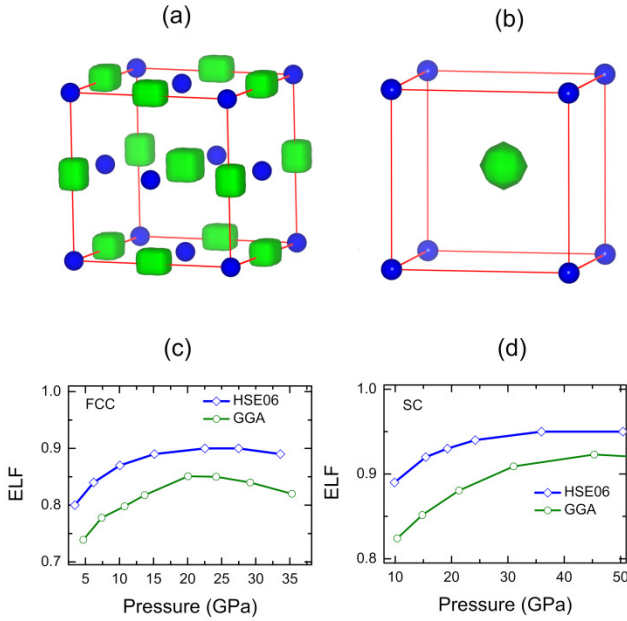 (a)
(b)
(c)
(d)
1.0
0.9
0.8
0.7
ELF
FCC
HSE06
GGA
5 10 15 20 25 30 35
Pressure (GPa)
1.0
0.9
0.8
ELF
SC
HSE06
GGA
10 20 30 40 50
Pressure (GPa)